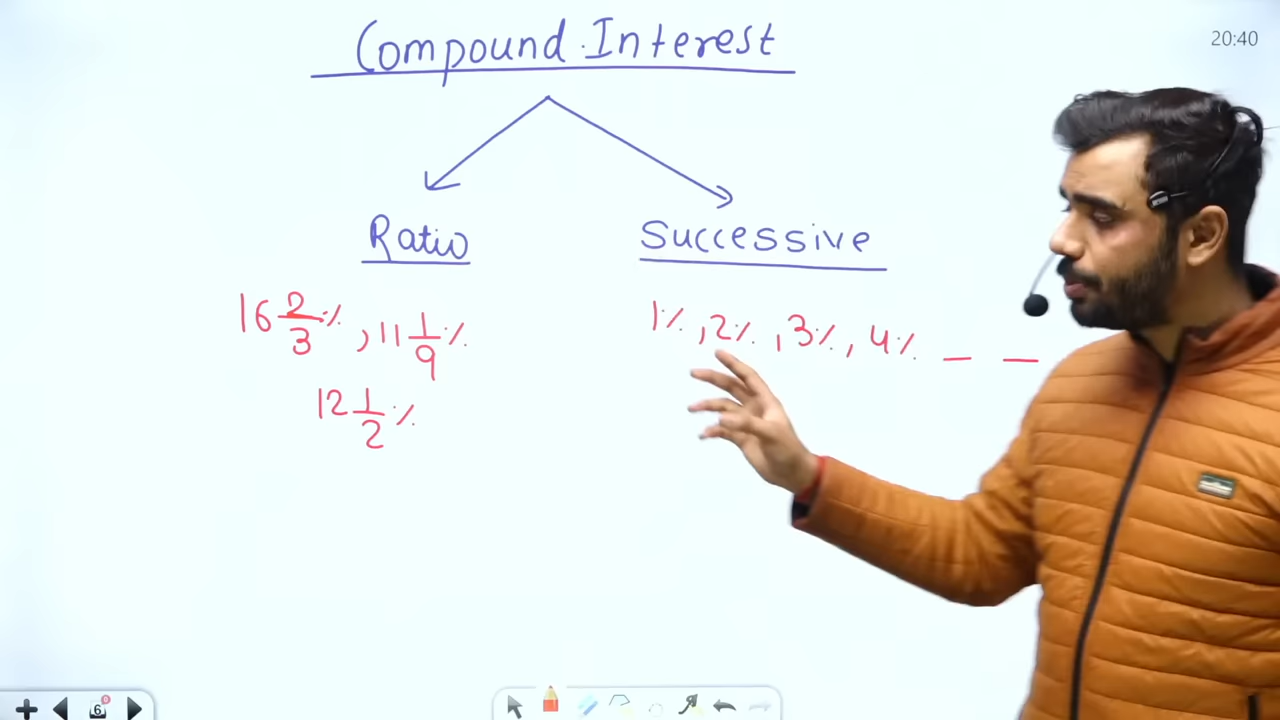 Compound Interest
20:40
Ratio
Successive
16 2/3 %, 11 1/9 %
12 1/2 %
1%, 2%, 3%, 4% _ _
6